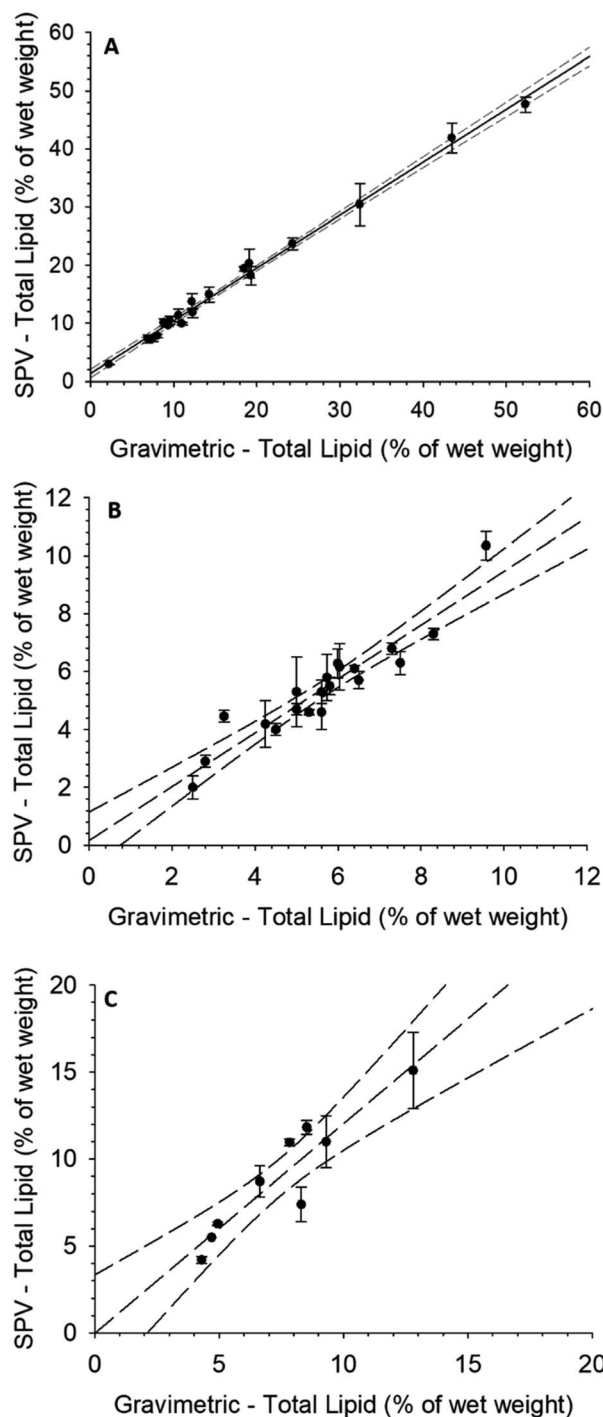 A
60
50
40
30
20
10
0
SPV - Total Lipid (% of wet weight)
0 10 20 30 40 50 60
Gravimetric - Total Lipid (% of wet weight)
B
12
10
8
6
4
2
0
SPV - Total Lipid (% of wet weight)
0 2 4 6 8 10 12
Gravimetric - Total Lipid (% of wet weight)
C
20
15
10
5
0
SPV - Total Lipid (% of wet weight)
0 5 10 15 20
Gravimetric - Total Lipid (% of wet weight)